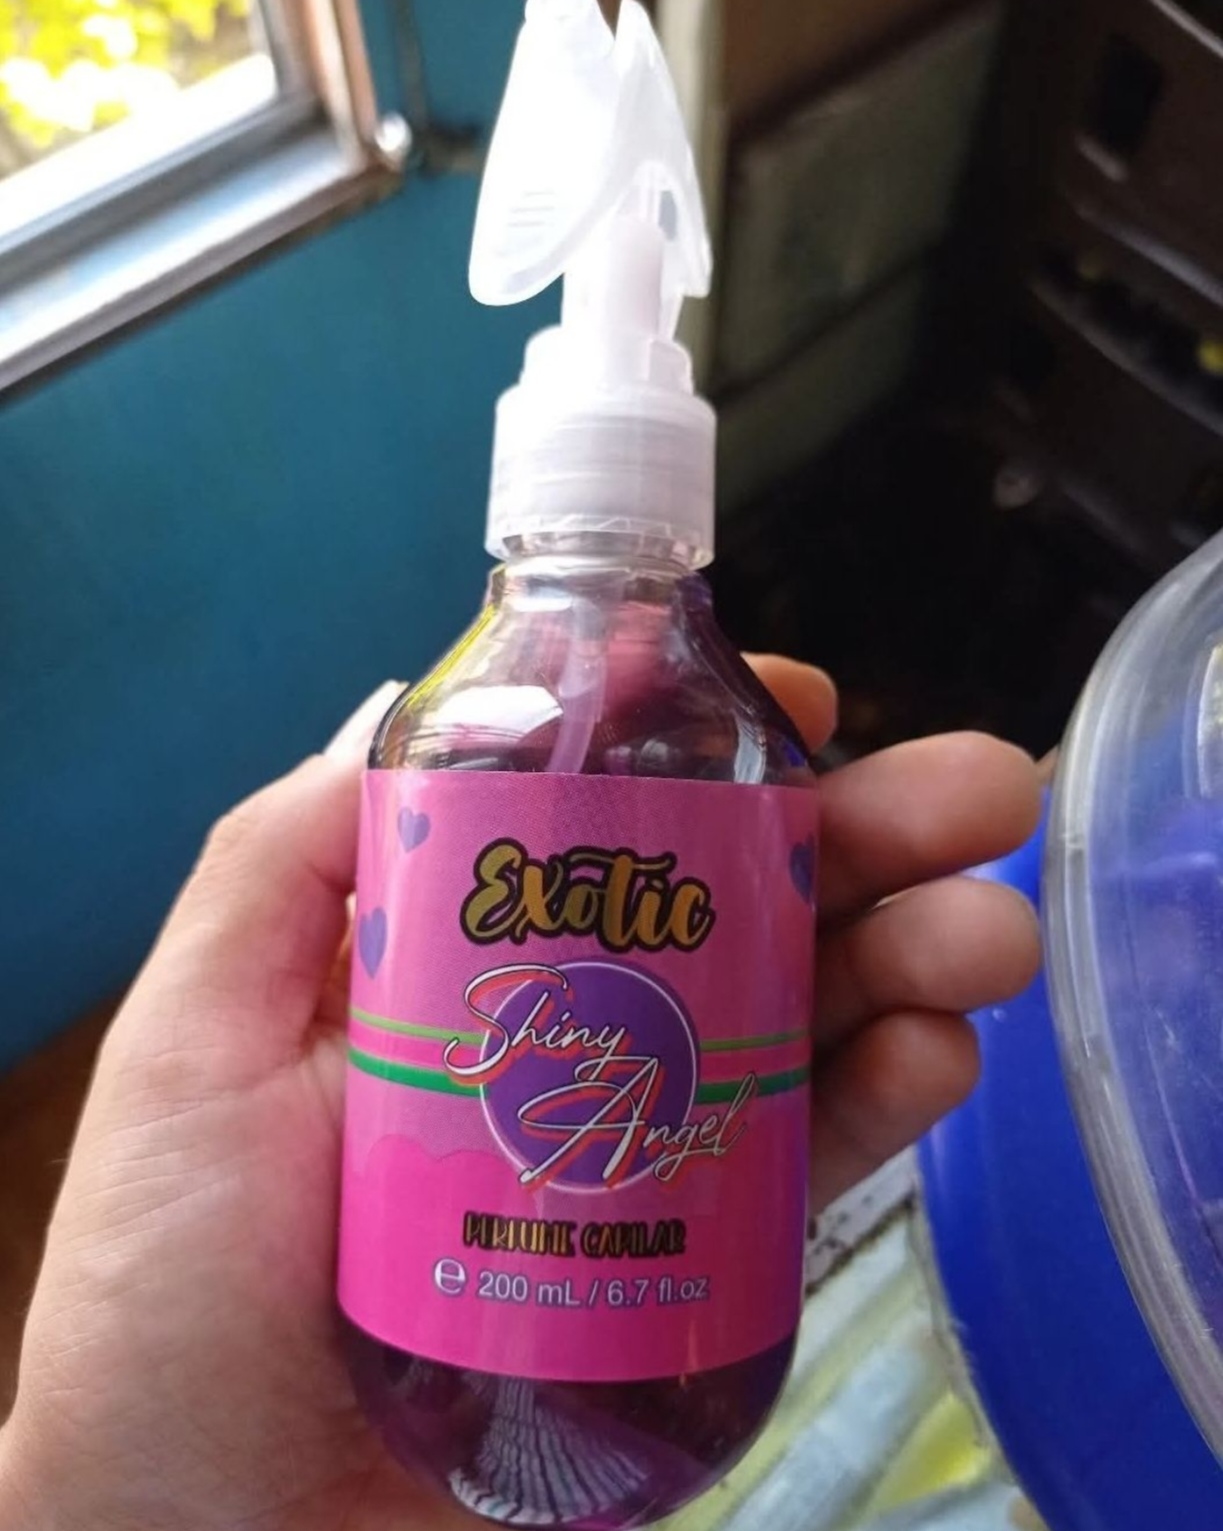 Exotic
Shiny
Angel
PERFUME CAPILAR
℮ 200 mL / 6.7 fl.oz